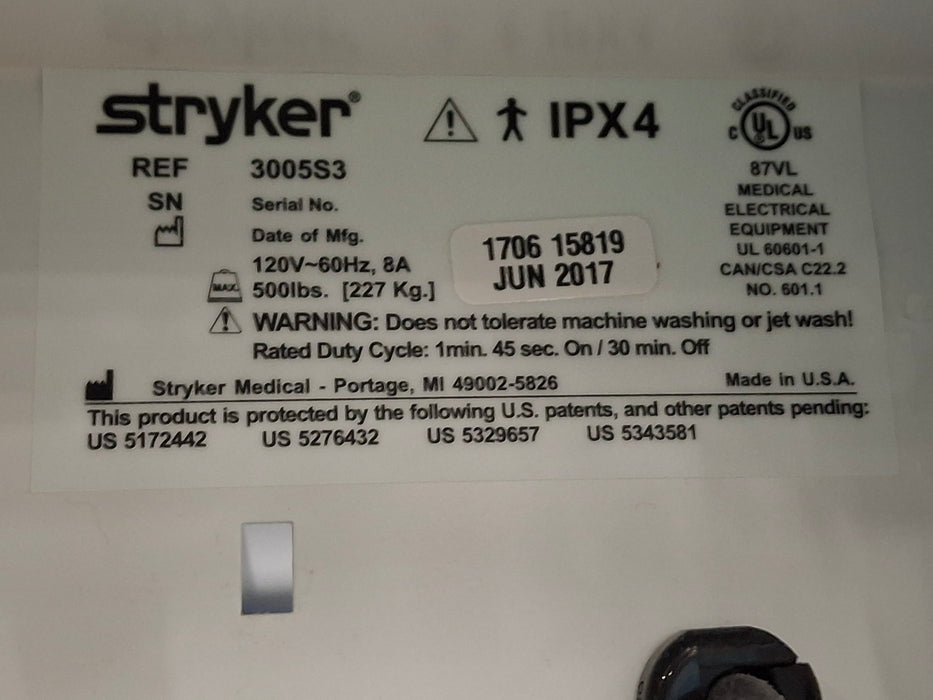 stryker®
IPX4
REF 3005S3
SN Serial No.
Date of Mfg.
1706 15819
JUN 2017
120V~60Hz, 8A
MAX. 500lbs. [227 Kg.]
CLASSIFIED
C UL® US
87VL
MEDICAL
ELECTRICAL
EQUIPMENT
UL 60601-1
CAN/CSA C22.2
NO. 601.1
WARNING: Does not tolerate machine washing or jet wash!
Rated Duty Cycle: 1min. 45 sec. On / 30 min. Off
Stryker Medical - Portage, MI 49002-5826 Made in U.S.A.
This product is protected by the following U.S. patents, and other patents pending:
US 5172442 US 5276432 US 5329657 US 5343581